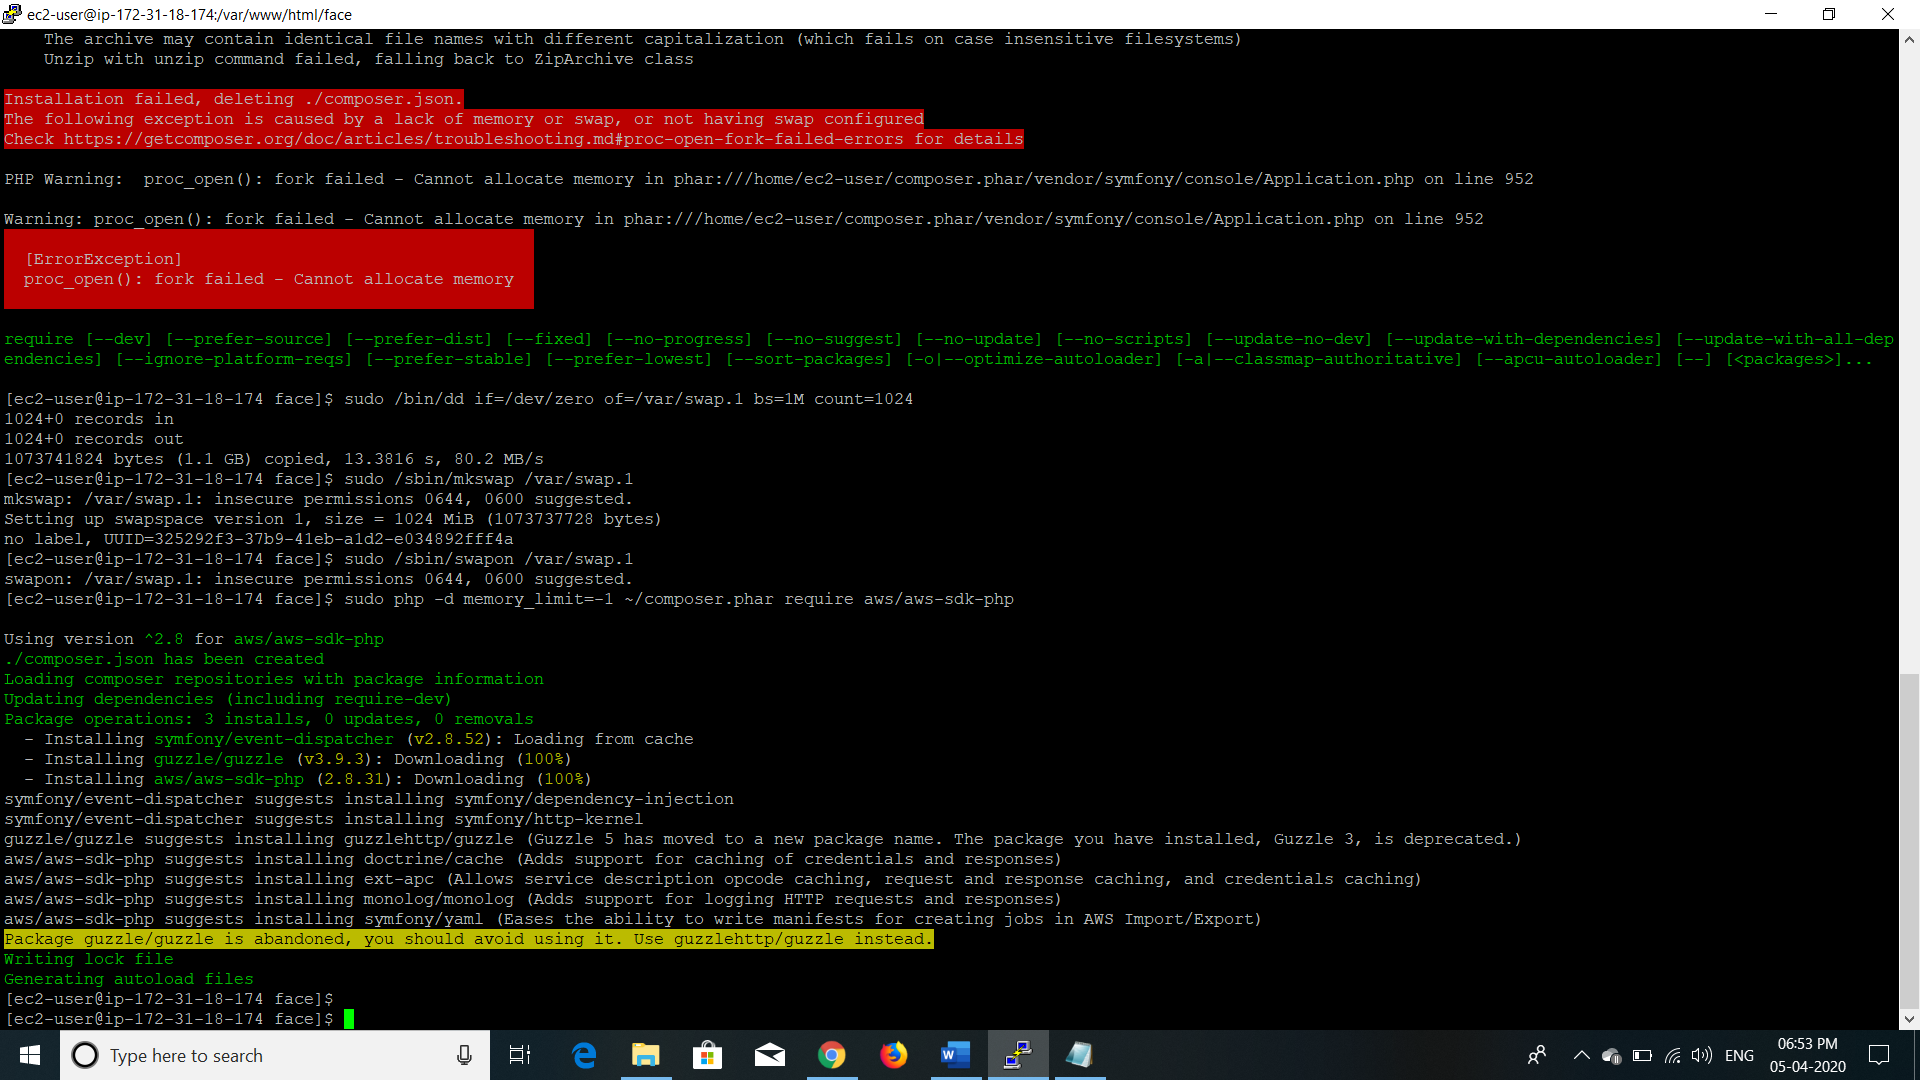 ec2-user@ip-172-31-18-174:/var/www/html/face
The archive may contain identical file names with different capitalization (which fails on case insensitive filesystems)
Unzip with unzip command failed, falling back to ZipArchive class
Installation failed, deleting ./composer.json.
The following exception is caused by a lack of memory or swap, or not having swap configured
Check https://getcomposer.org/doc/articles/troubleshooting.md#proc-open-fork-failed-errors for details
PHP Warning:  proc_open(): fork failed - Cannot allocate memory in phar:///home/ec2-user/composer.phar/vendor/symfony/console/Application.php on line 952
Warning: proc_open(): fork failed - Cannot allocate memory in phar:///home/ec2-user/composer.phar/vendor/symfony/console/Application.php on line 952
[ErrorException]
proc_open(): fork failed - Cannot allocate memory
require [--dev] [--prefer-source] [--prefer-dist] [--fixed] [--no-progress] [--no-suggest] [--no-update] [--no-scripts] [--update-no-dev] [--update-with-dependencies] [--update-with-all-dep
endencies] [--ignore-platform-reqs] [--prefer-stable] [--prefer-lowest] [--sort-packages] [-o|--optimize-autoloader] [-a|--classmap-authoritative] [--apcu-autoloader] [--] [<packages>]...
[ec2-user@ip-172-31-18-174 face]$ sudo /bin/dd if=/dev/zero of=/var/swap.1 bs=1M count=1024
1024+0 records in
1024+0 records out
1073741824 bytes (1.1 GB) copied, 13.3816 s, 80.2 MB/s
[ec2-user@ip-172-31-18-174 face]$ sudo /sbin/mkswap /var/swap.1
mkswap: /var/swap.1: insecure permissions 0644, 0600 suggested.
Setting up swapspace version 1, size = 1024 MiB (1073737728 bytes)
no label, UUID=325292f3-37b9-41eb-a1d2-e034892fff4a
[ec2-user@ip-172-31-18-174 face]$ sudo /sbin/swapon /var/swap.1
swapon: /var/swap.1: insecure permissions 0644, 0600 suggested.
[ec2-user@ip-172-31-18-174 face]$ sudo php -d memory_limit=-1 ~/composer.phar require aws/aws-sdk-php
Using version ^2.8 for aws/aws-sdk-php
./composer.json has been created
Loading composer repositories with package information
Updating dependencies (including require-dev)
Package operations: 3 installs, 0 updates, 0 removals
- Installing symfony/event-dispatcher (v2.8.52): Loading from cache
- Installing guzzle/guzzle (v3.9.3): Downloading (100%)
- Installing aws/aws-sdk-php (2.8.31): Downloading (100%)
symfony/event-dispatcher suggests installing symfony/dependency-injection
symfony/event-dispatcher suggests installing symfony/http-kernel
guzzle/guzzle suggests installing guzzlehttp/guzzle (Guzzle 5 has moved to a new package name. The package you have installed, Guzzle 3, is deprecated.)
aws/aws-sdk-php suggests installing doctrine/cache (Adds support for caching of credentials and responses)
aws/aws-sdk-php suggests installing ext-apc (Allows service description opcode caching, request and response caching, and credentials caching)
aws/aws-sdk-php suggests installing monolog/monolog (Adds support for logging HTTP requests and responses)
aws/aws-sdk-php suggests installing symfony/yaml (Eases the ability to write manifests for creating jobs in AWS Import/Export)
Package guzzle/guzzle is abandoned, you should avoid using it. Use guzzlehttp/guzzle instead.
Writing lock file
Generating autoload files
[ec2-user@ip-172-31-18-174 face]$
[ec2-user@ip-172-31-18-174 face]$
Type here to search
ENG
06:53 PM
05-04-2020